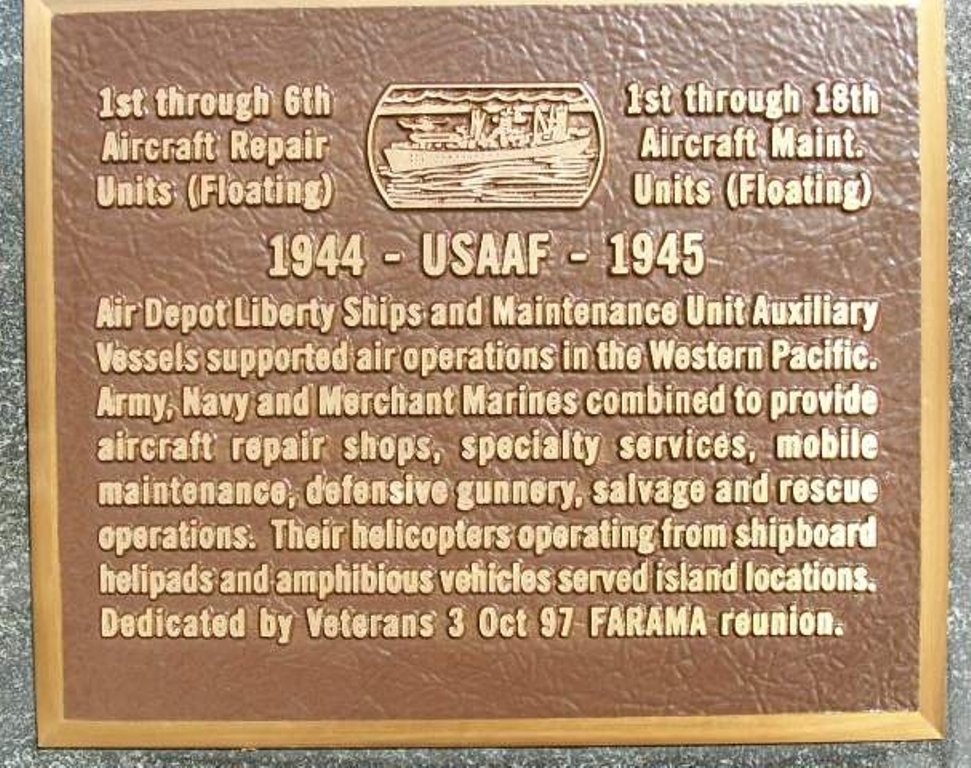 1st through 6th
Aircraft Repair
Units (Floating)
1st through 18th
Aircraft Maint.
Units (Floating)
1944 - USAAF - 1945
Air Depot Liberty Ships and Maintenance Unit Auxiliary
Vessels supported air operations in the Western Pacific.
Army, Navy and Merchant Marines combined to provide
aircraft repair shops, specialty services, mobile
maintenance, defensive gunnery, salvage and rescue
operations. Their helicopters operating from shipboard
helipads and amphibious vehicles served island locations.
Dedicated by Veterans 3 Oct 97 FARAMA reunion.